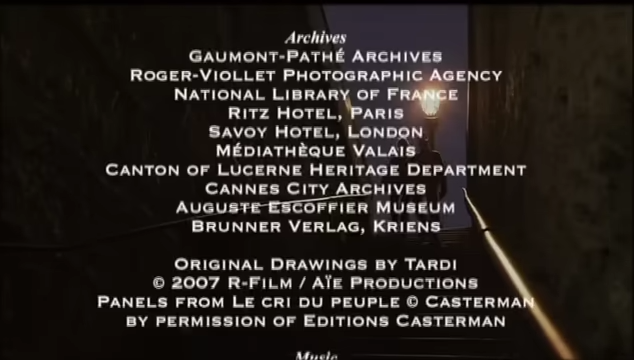 Archives
GAUMONT-PATHÉ ARCHIVES
ROGER-VIOLLET PHOTOGRAPHIC AGENCY
NATIONAL LIBRARY OF FRANCE
RITZ HOTEL, PARIS
SAVOY HOTEL, LONDON
MÉDIATHÈQUE VALAIS
CANTON OF LUCERNE HERITAGE DEPARTMENT
CANNES CITY ARCHIVES
AUGUSTE ESCOFFIER MUSEUM
BRUNNER VERLAG, KRIENS
ORIGINAL DRAWINGS BY TARDI
© 2007 R-FILM / AÏE PRODUCTIONS
PANELS FROM LE CRI DU PEUPLE © CASTERMAN
BY PERMISSION OF EDITIONS CASTERMAN
Music